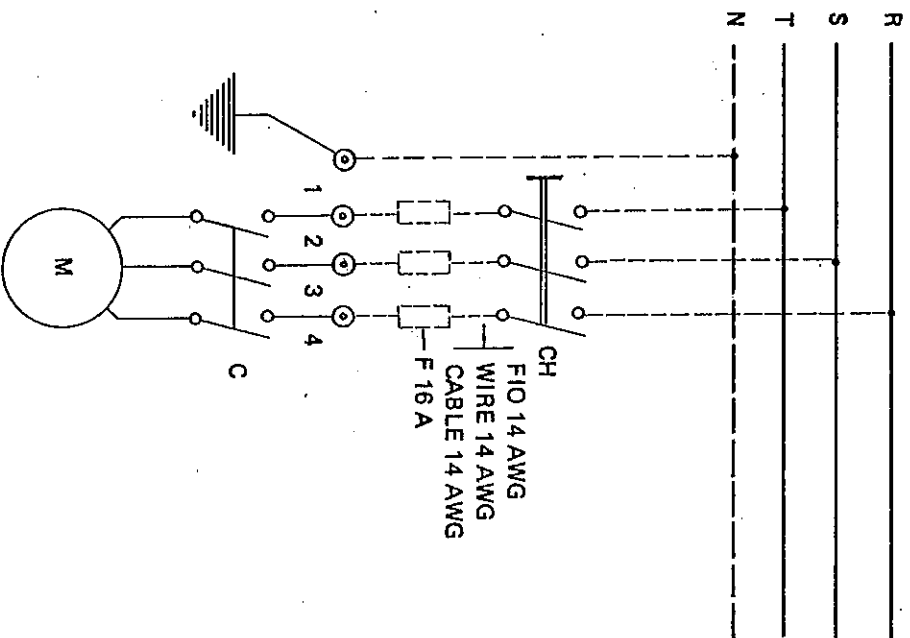 R
S
T
N
CH
FIO 14 AWG
WIRE 14 AWG
CABLE 14 AWG
F 16 A
1 2 3 4
C
M